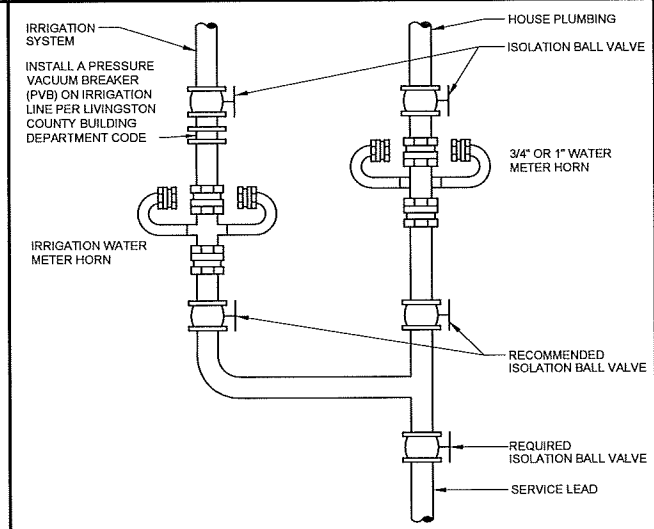 IRRIGATION
SYSTEM
INSTALL A PRESSURE
VACUUM BREAKER
(PVB) ON IRRIGATION
LINE PER LIVINGSTON
COUNTY BUILDING
DEPARTMENT CODE
IRRIGATION WATER
METER HORN
HOUSE PLUMBING
ISOLATION BALL VALVE
3/4" OR 1" WATER
METER HORN
RECOMMENDED
ISOLATION BALL VALVE
REQUIRED
ISOLATION BALL VALVE
SERVICE LEAD